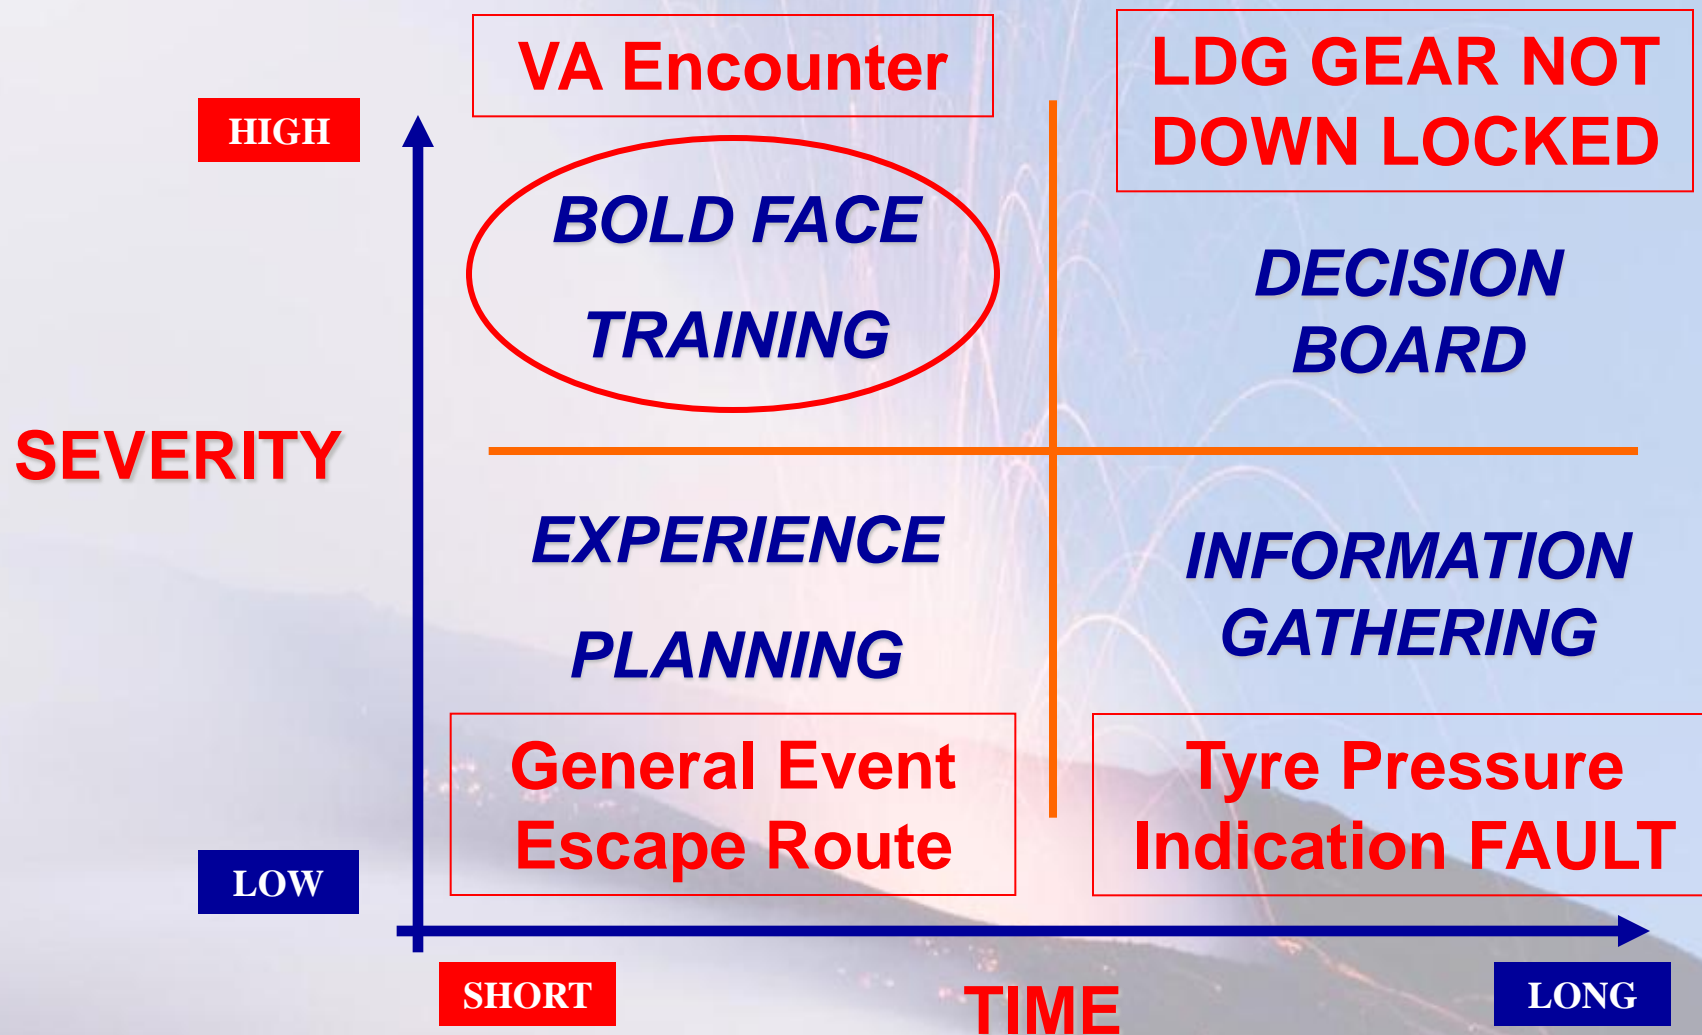 VA Encounter
LDG GEAR NOT
DOWN LOCKED
HIGH
BOLD FACE
TRAINING
DECISION
BOARD
SEVERITY
EXPERIENCE
PLANNING
INFORMATION
GATHERING
General Event
Escape Route
Tyre Pressure
Indication FAULT
LOW
SHORT
TIME
LONG